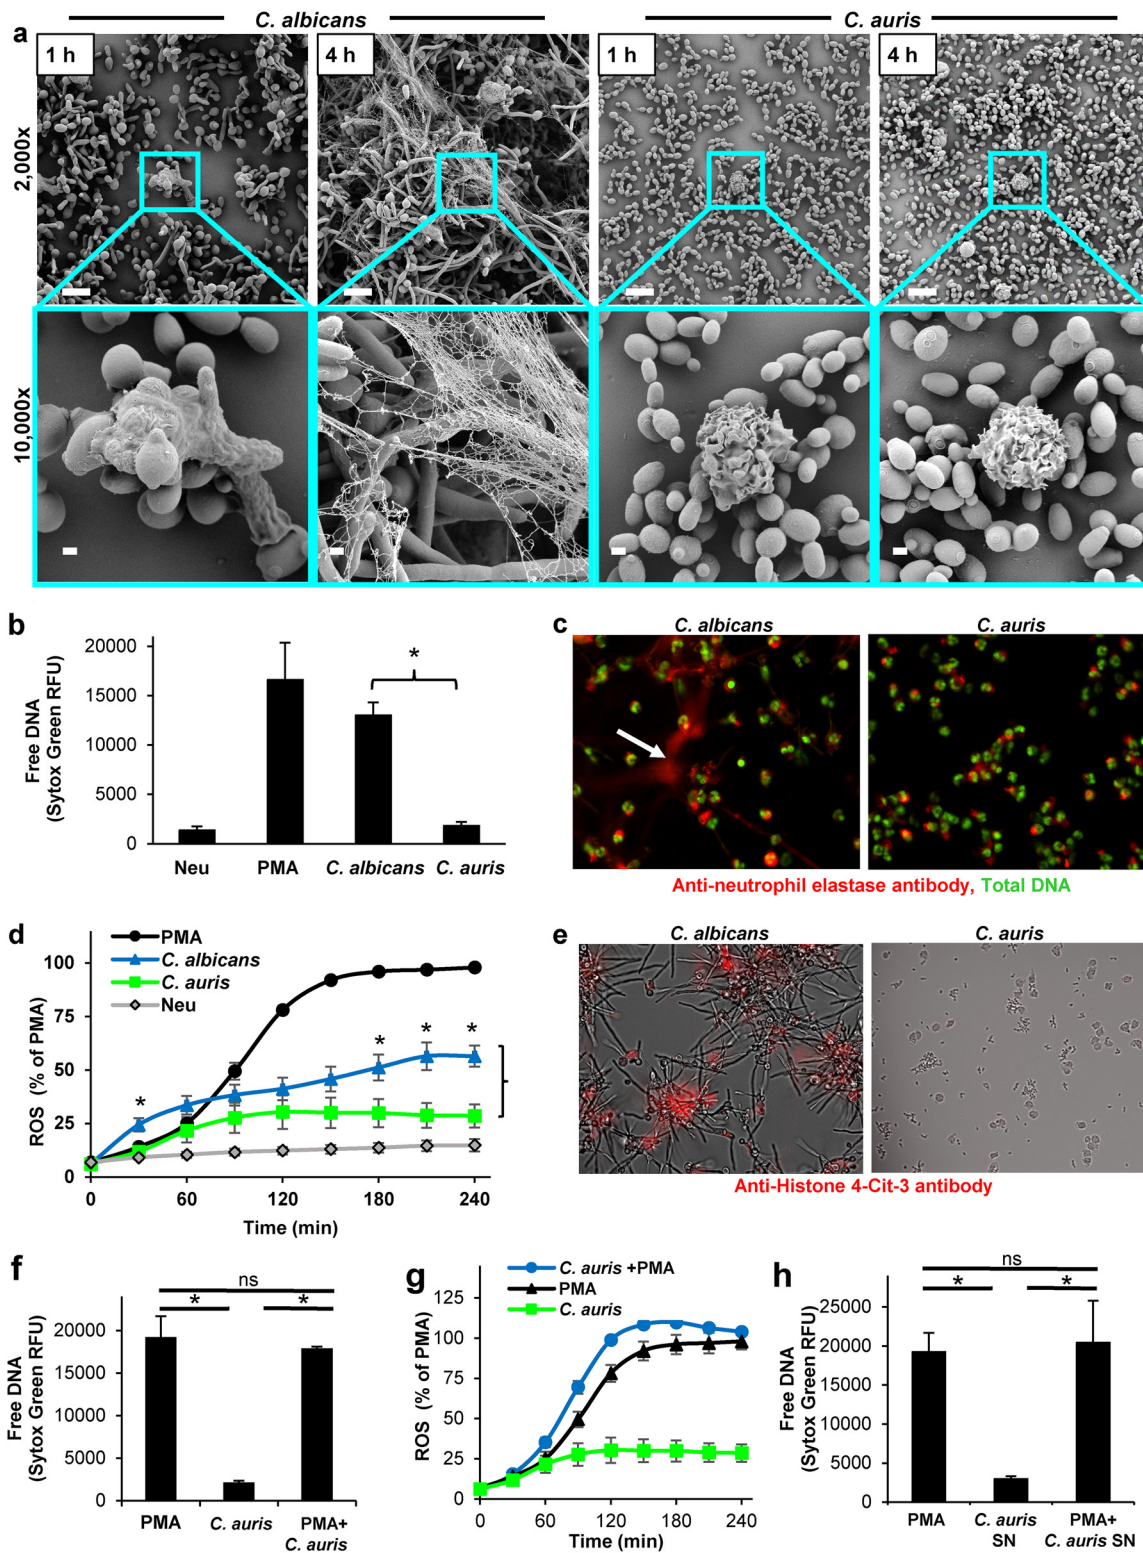 C. albicans
C. auris
a
1 h
4 h
1 h
4 h
2,000x
10,000x
b
Free DNA
(Sytox Green RFU)
20000
15000
10000
5000
0
*
Neu
PMA
C. albicans
C. auris
c
C. albicans
C. auris
Anti-neutrophil elastase antibody, Total DNA
d
PMA
C. albicans
C. auris
Neu
ROS (% of PMA)
100
75
50
25
0
*
*
*
*
0
60
120
180
240
Time (min)
e
C. albicans
C. auris
Anti-Histone 4-Cit-3 antibody
f
ns
*
*
Free DNA
(Sytox Green RFU)
20000
15000
10000
5000
0
PMA
C. auris
PMA+
C. auris
g
C. auris +PMA
PMA
C. auris
ROS (% of PMA)
125
100
75
50
25
0
0
60
120
180
240
Time (min)
h
ns
*
*
Free DNA
(Sytox Green RFU)
25000
20000
15000
10000
5000
0
PMA
C. auris
SN
PMA+
C. auris SN